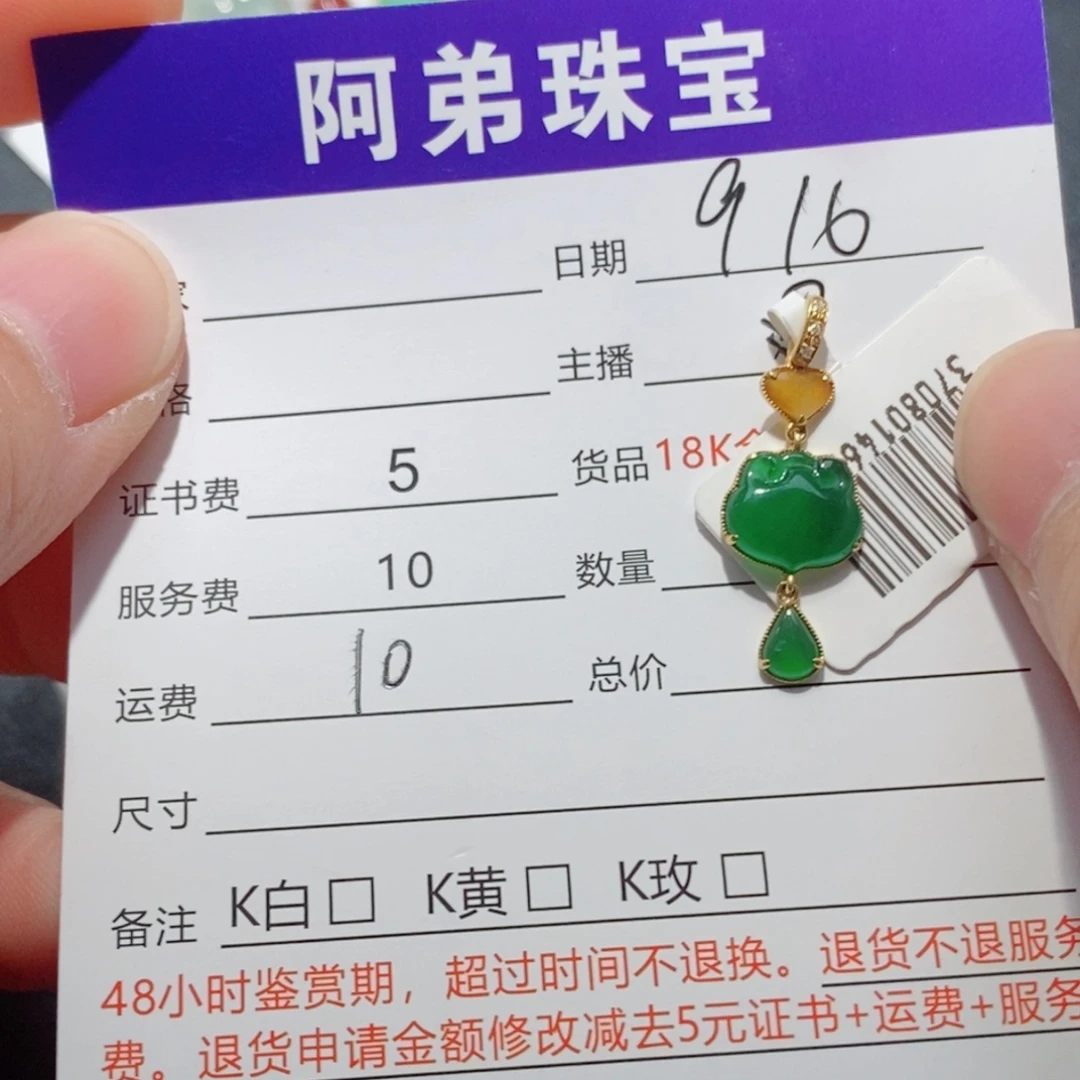 阿弟珠宝
日期 9 16
主播
证书费 5 货品 18K
服务费 10 数量
运费 10 总价
尺寸
备注 K白□ K黄□ K玫□
48小时鉴赏期，超过时间不退换。退货不退服务
费。退货申请金额修改减去5元证书+运费+服务